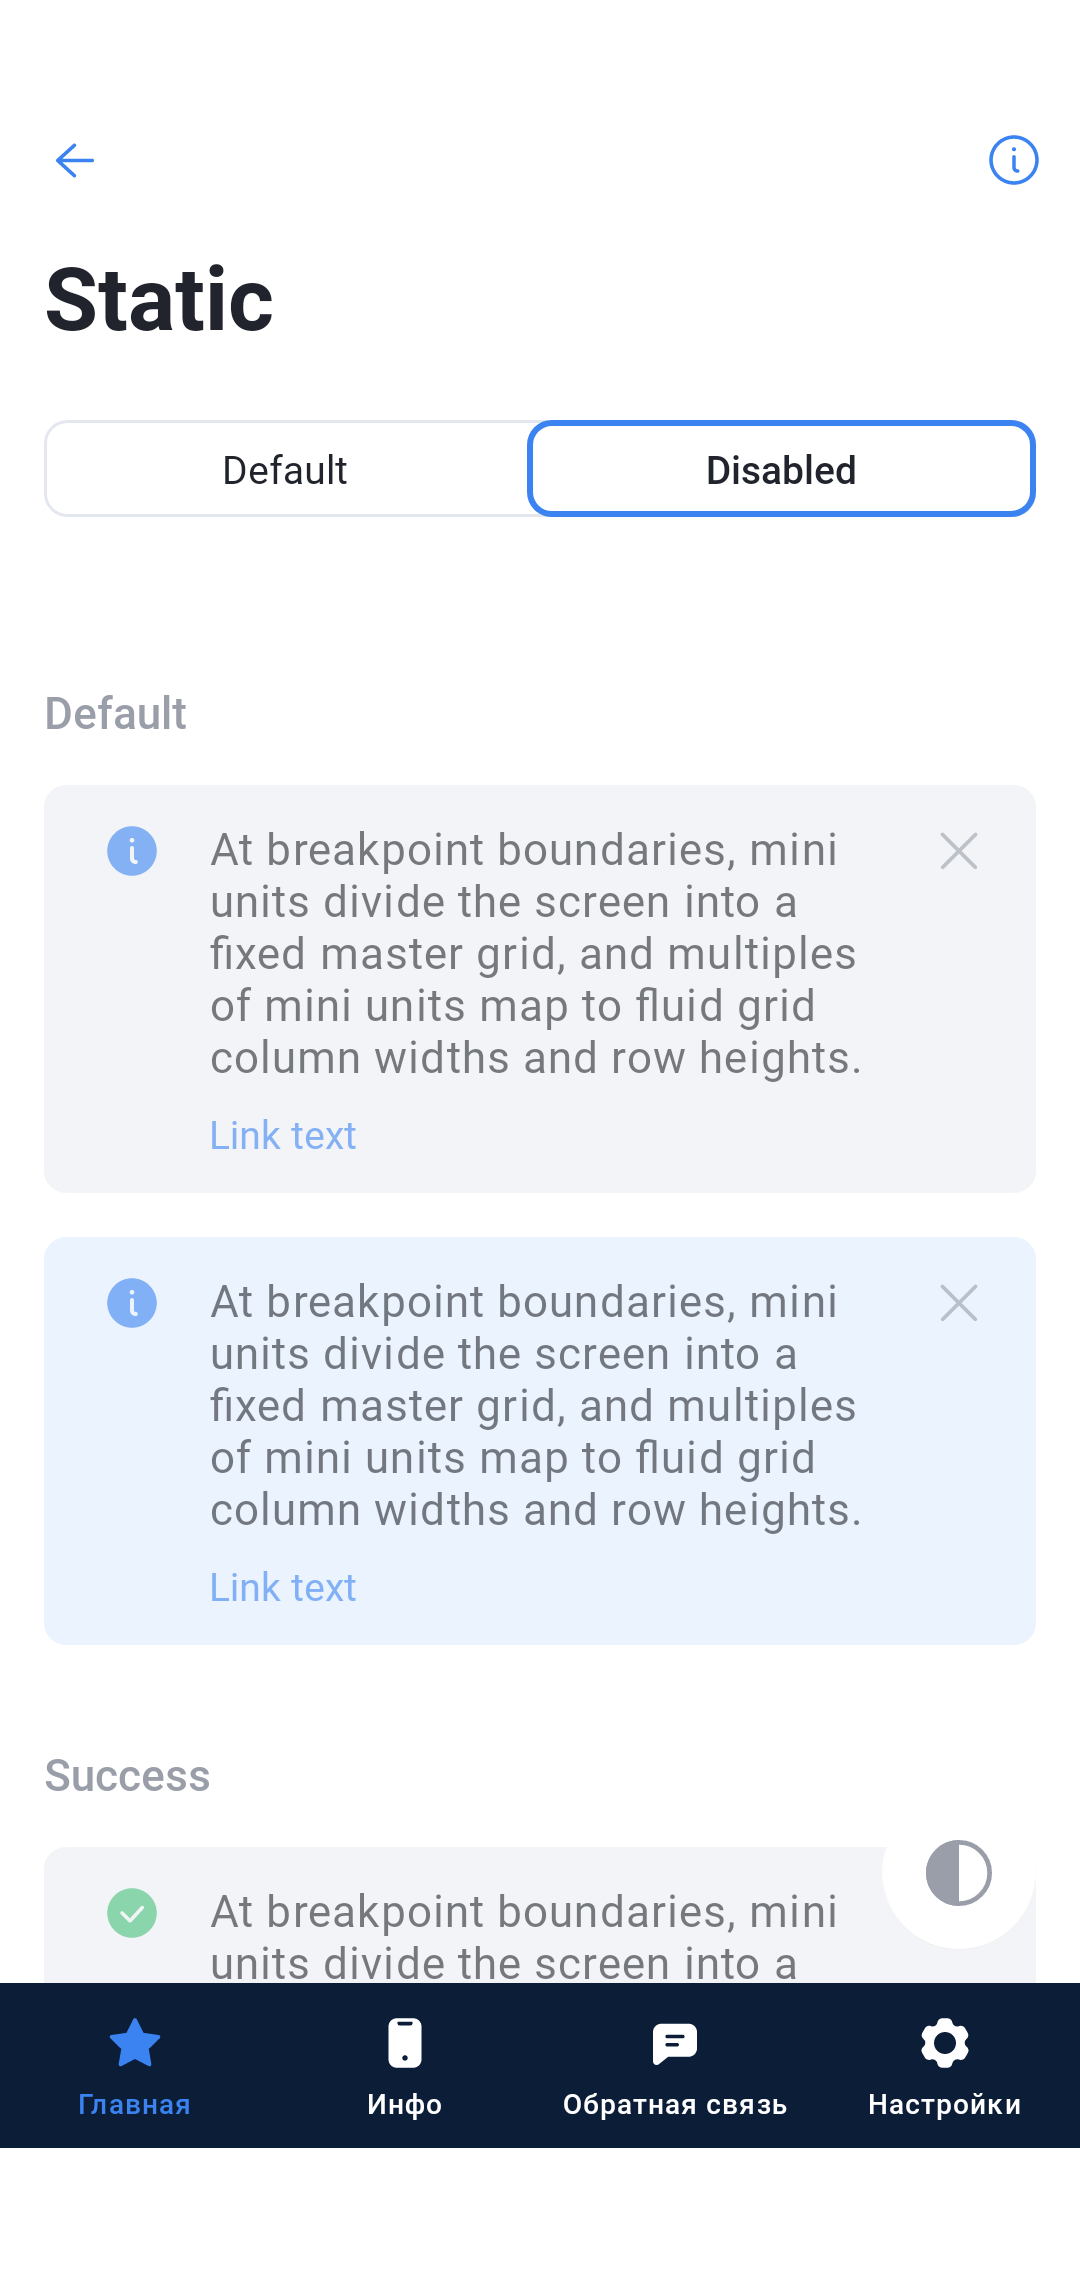 Static
Default
Disabled
Default
At breakpoint boundaries, mini
units divide the screen into a
fixed master grid, and multiples
of mini units map to fluid grid
column widths and row heights.
Link text
At breakpoint boundaries, mini
units divide the screen into a
fixed master grid, and multiples
of mini units map to fluid grid
column widths and row heights.
Link text
Success
At breakpoint boundaries, mini
units divide the screen into a
Главная
Инфо
Обратная связь
Настройки